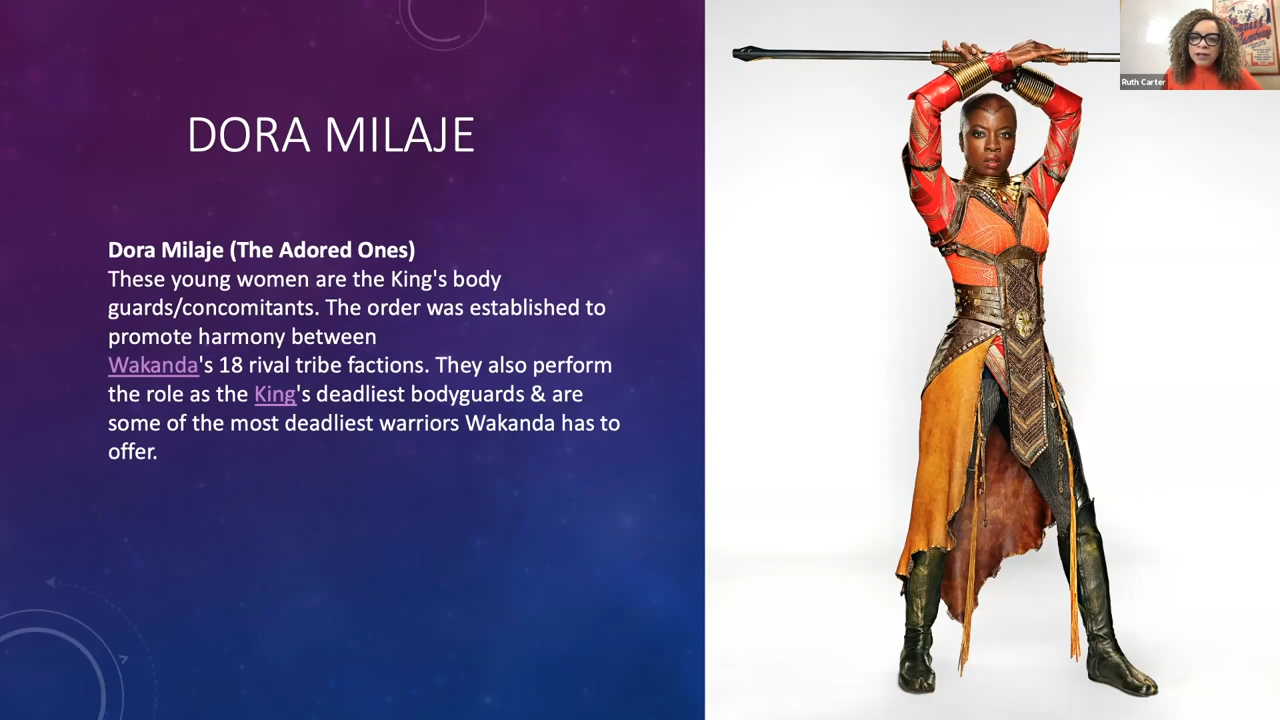 DORA MILAJE
Dora Milaje (The Adored Ones)
These young women are the King's body
guards/concomitants. The order was established to
promote harmony between
Wakanda's 18 rival tribe factions. They also perform
the role as the King's deadliest bodyguards & are
some of the most deadliest warriors Wakanda has to
offer.
Ruth Carter